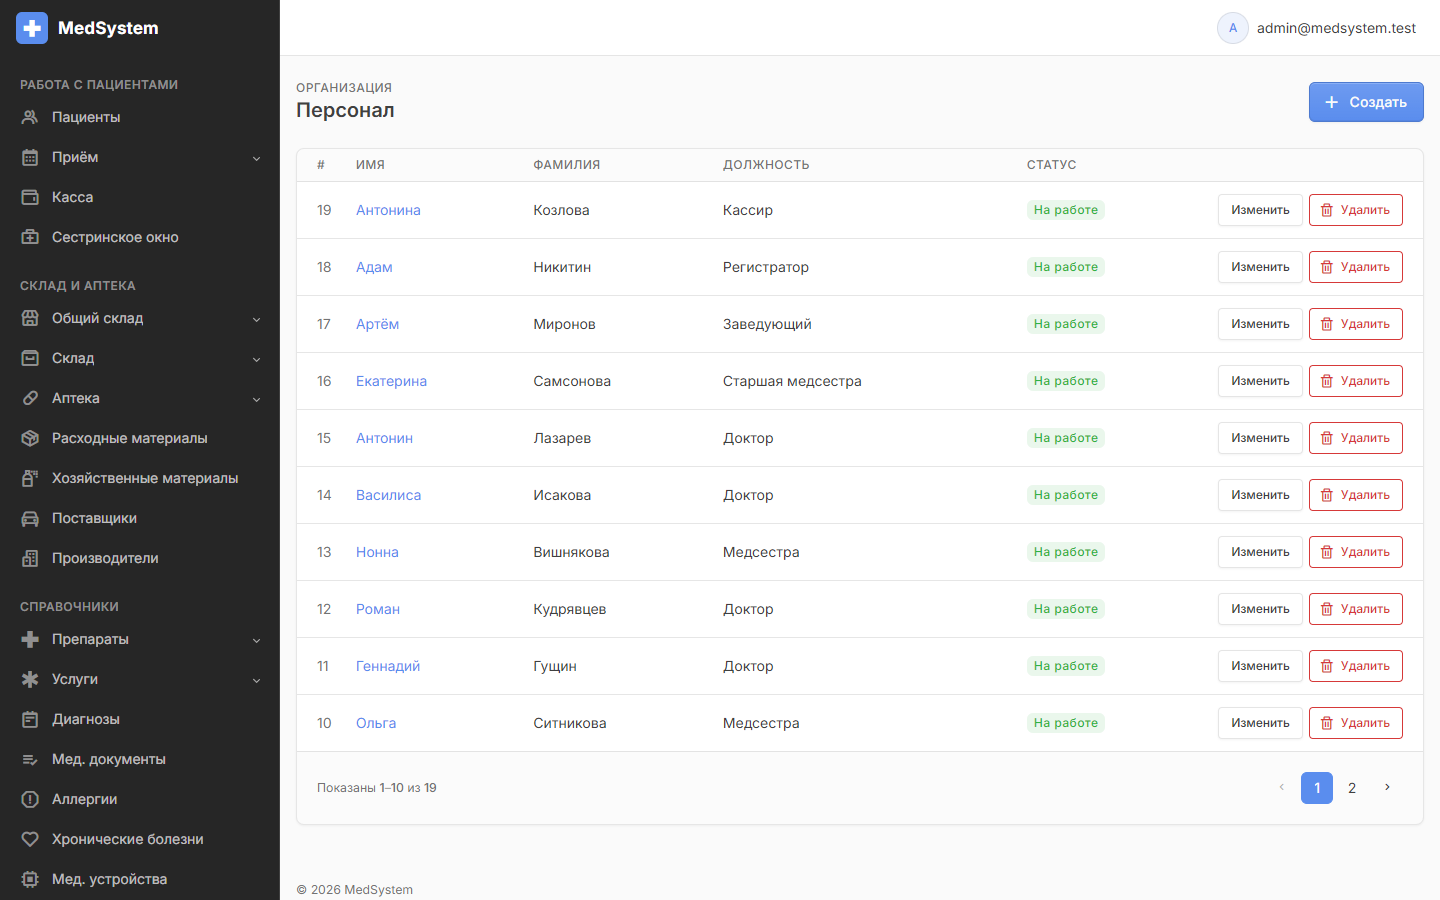 MedSystem
РАБОТА С ПАЦИЕНТАМИ
Пациенты
Приём
Касса
Сестринское окно
СКЛАД И АПТЕКА
Общий склад
Склад
Аптека
Расходные материалы
Хозяйственные материалы
Поставщики
Производители
СПРАВОЧНИКИ
Препараты
Услуги
Диагнозы
Мед. документы
Аллергии
Хронические болезни
Мед. устройства
A admin@medsystem.test
ОРГАНИЗАЦИЯ
Персонал
Создать
# ИМЯ ФАМИЛИЯ ДОЛЖНОСТЬ СТАТУС
19 Антонина Козлова Кассир На работе Изменить Удалить
18 Адам Никитин Регистратор На работе Изменить Удалить
17 Артём Миронов Заведующий На работе Изменить Удалить
16 Екатерина Самсонова Старшая медсестра На работе Изменить Удалить
15 Антонин Лазарев Доктор На работе Изменить Удалить
14 Василиса Исакова Доктор На работе Изменить Удалить
13 Нонна Вишнякова Медсестра На работе Изменить Удалить
12 Роман Кудрявцев Доктор На работе Изменить Удалить
11 Геннадий Гущин Доктор На работе Изменить Удалить
10 Ольга Ситникова Медсестра На работе Изменить Удалить
Показаны 1–10 из 19
‹ 1 2 ›
© 2026 MedSystem